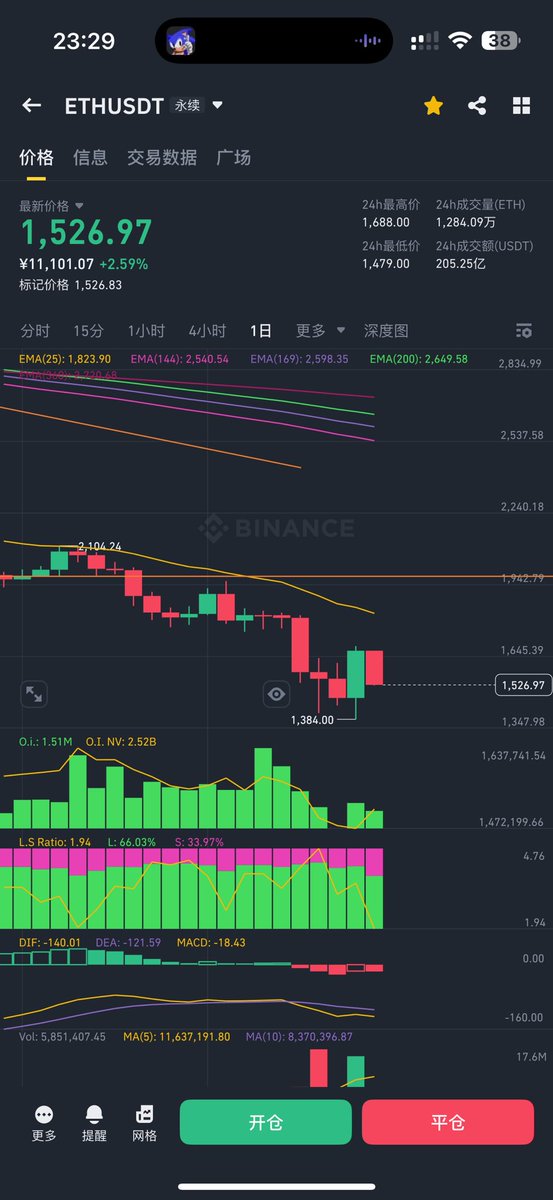 23:29
38
ETHUSDT 永续
价格 信息 交易数据 广场
最新价格
1,526.97
¥11,101.07 +2.59%
标记价格 1,526.83
24h最高价 24h成交量(ETH)
1,688.00 1,284.09万
24h最低价 24h成交额(USDT)
1,479.00 205.25亿
分时 15分 1小时 4小时 1日 更多 深度图
EMA(25): 1,823.90 EMA(144): 2,540.54 EMA(169): 2,598.35 EMA(200): 2,649.58
EMA(360): 2,720.68
2,834.99
2,537.58
2,240.18
BINANCE
2,104.24
1,942.79
1,645.39
1,526.97
1,384.00
1,347.98
O.i.: 1.51M O.I. NV: 2.52B
1,637,741.54
1,472,199.66
L.S Ratio: 1.94 L: 66.03% S: 33.97%
4.76
1.94
DIF: -140.01 DEA: -121.59 MACD: -18.43
0.00
-160.00
Vol: 5,851,407.45 MA(5): 11,637,191.80 MA(10): 8,370,396.87
17.6M
更多 提醒 网格 开仓 平仓